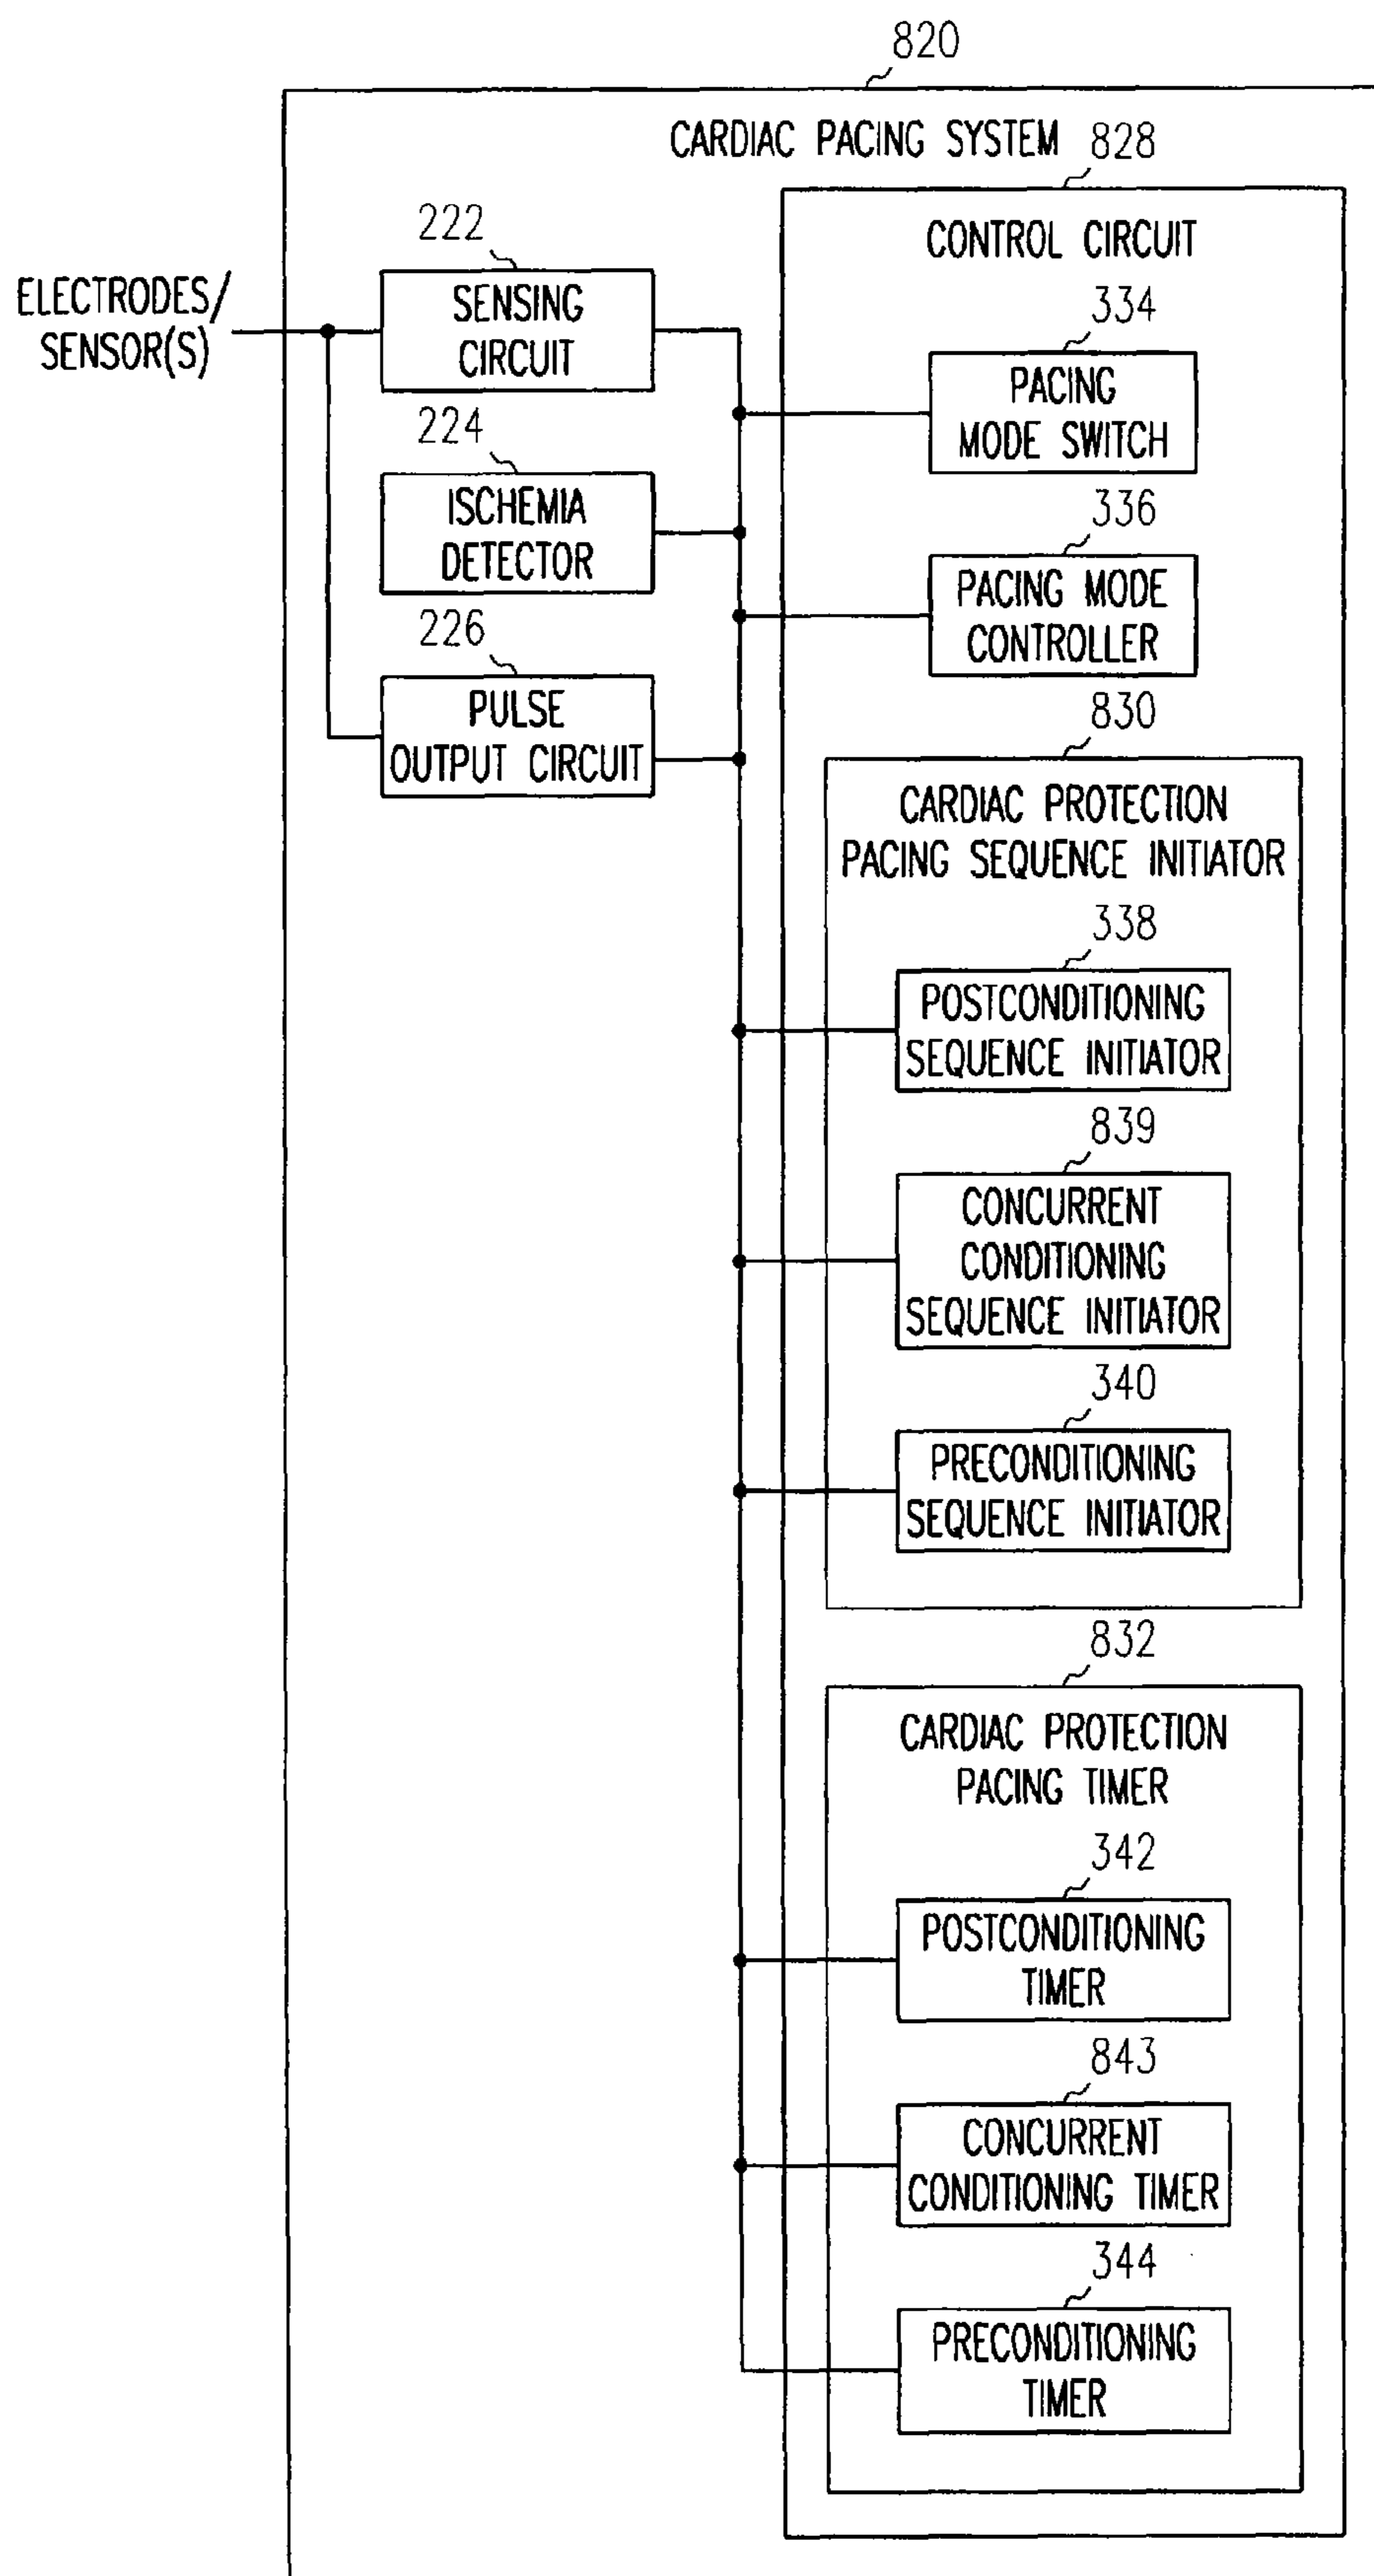 820
CARDIAC PACING SYSTEM
828
CONTROL CIRCUIT
222
SENSING
CIRCUIT
ELECTRODES/
SENSOR(S)
224
ISCHEMIA
DETECTOR
226
PULSE
OUTPUT CIRCUIT
334
PACING
MODE SWITCH
336
PACING MODE
CONTROLLER
830
CARDIAC PROTECTION
PACING SEQUENCE INITIATOR
338
POSTCONDITIONING
SEQUENCE INITIATOR
839
CONCURRENT
CONDITIONING
SEQUENCE INITIATOR
340
PRECONDITIONING
SEQUENCE INITIATOR
832
CARDIAC PROTECTION
PACING TIMER
342
POSTCONDITIONING
TIMER
843
CONCURRENT
CONDITIONING TIMER
344
PRECONDITIONING
TIMER